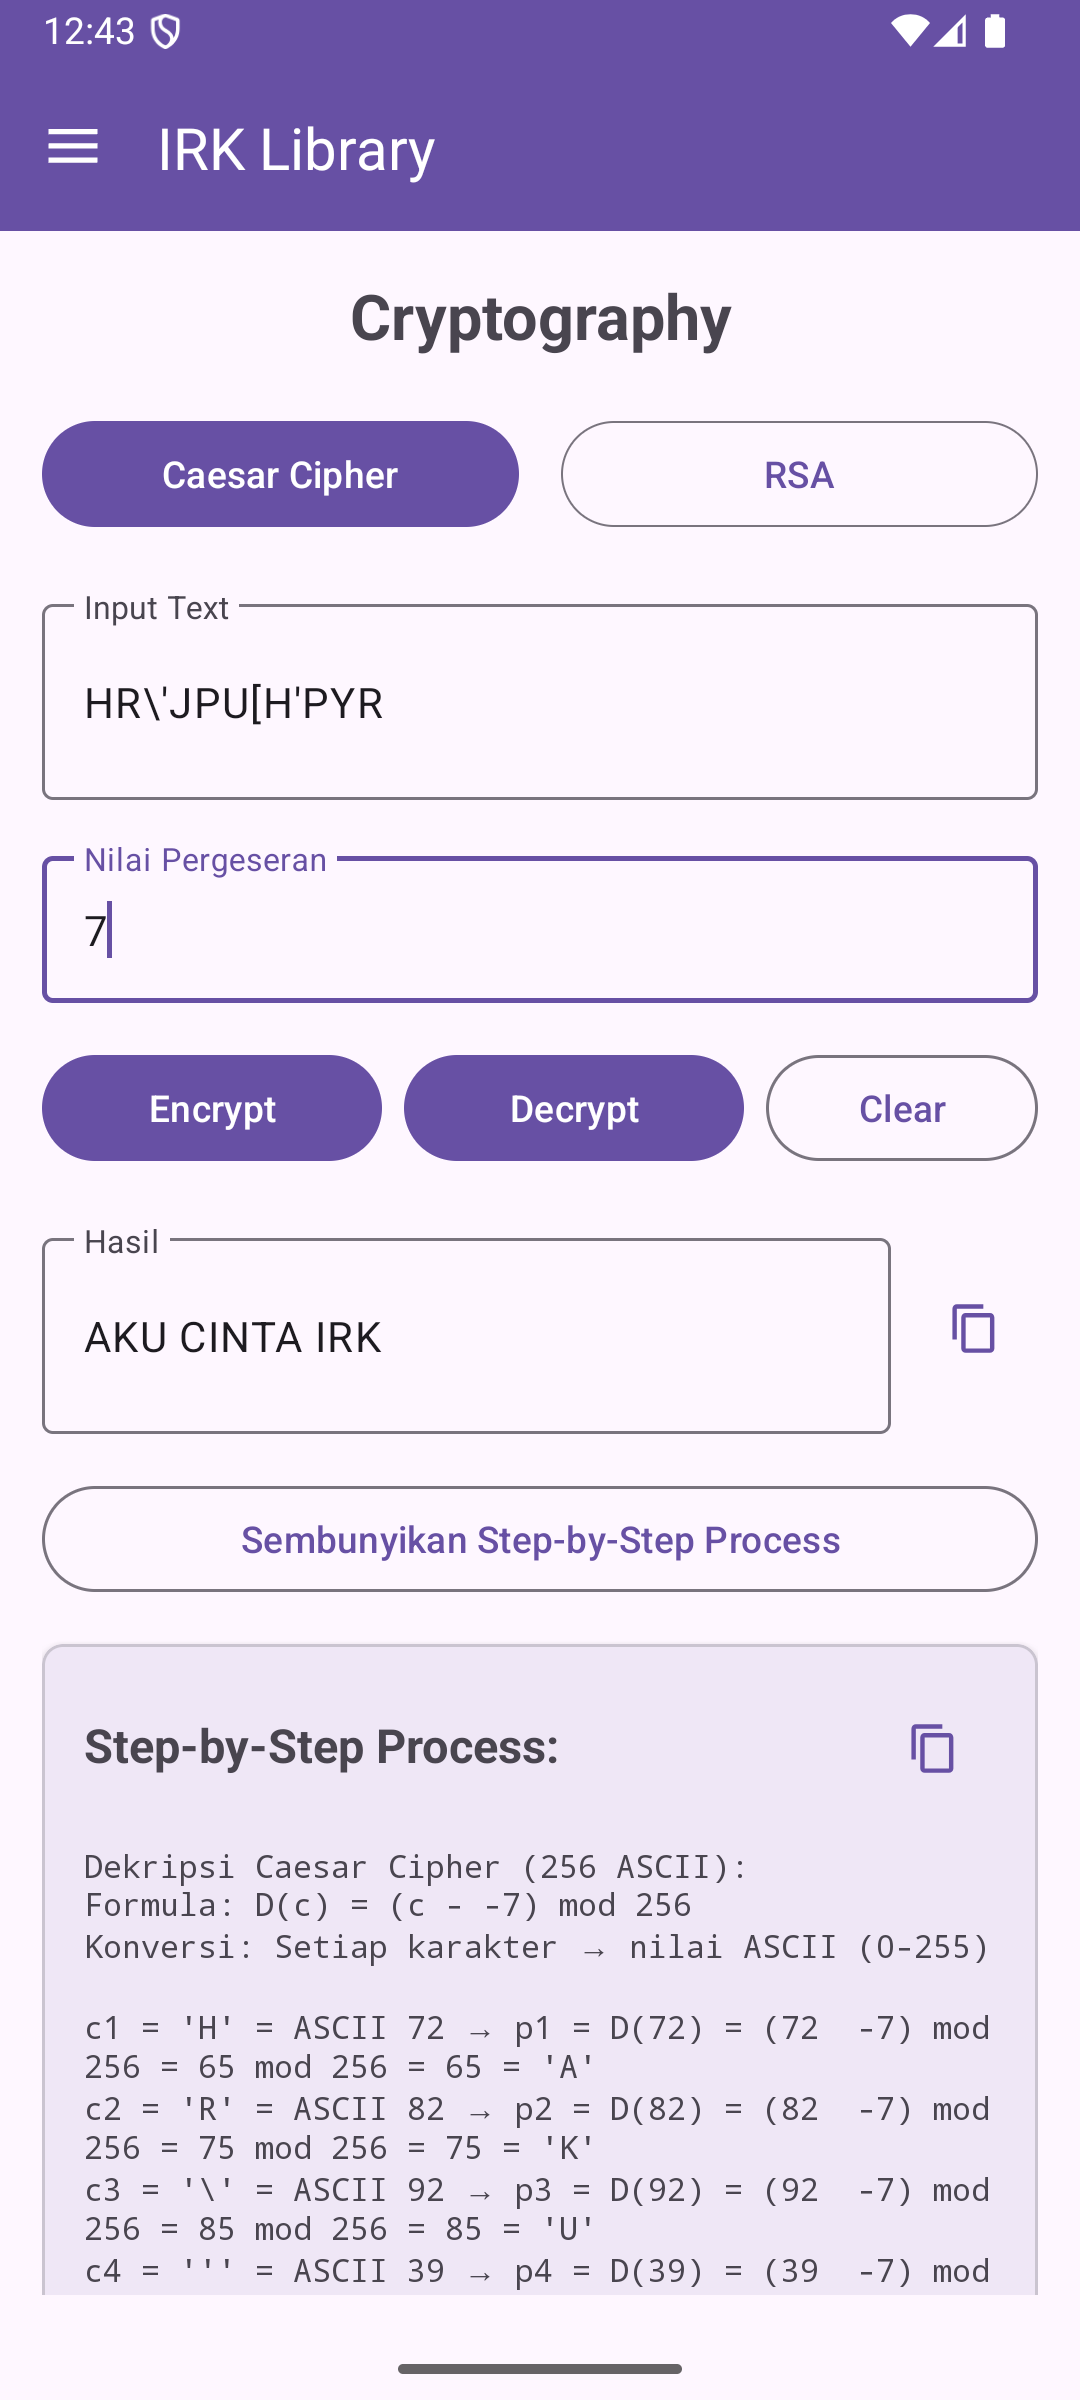 12:43
IRK Library
Cryptography
Caesar Cipher
RSA
Input Text
HR\'JPU[H'PYR
Nilai Pergeseran
7
Encrypt
Decrypt
Clear
Hasil
AKU CINTA IRK
Sembunyikan Step-by-Step Process
Step-by-Step Process:
Dekripsi Caesar Cipher (256 ASCII):
Formula: D(c) = (c - -7) mod 256
Konversi: Setiap karakter → nilai ASCII (0-255)
c1 = 'H' = ASCII 72 → p1 = D(72) = (72  -7) mod
256 = 65 mod 256 = 65 = 'A'
c2 = 'R' = ASCII 82 → p2 = D(82) = (82  -7) mod
256 = 75 mod 256 = 75 = 'K'
c3 = '\' = ASCII 92 → p3 = D(92) = (92  -7) mod
256 = 85 mod 256 = 85 = 'U'
c4 = ''' = ASCII 39 → p4 = D(39) = (39  -7) mod